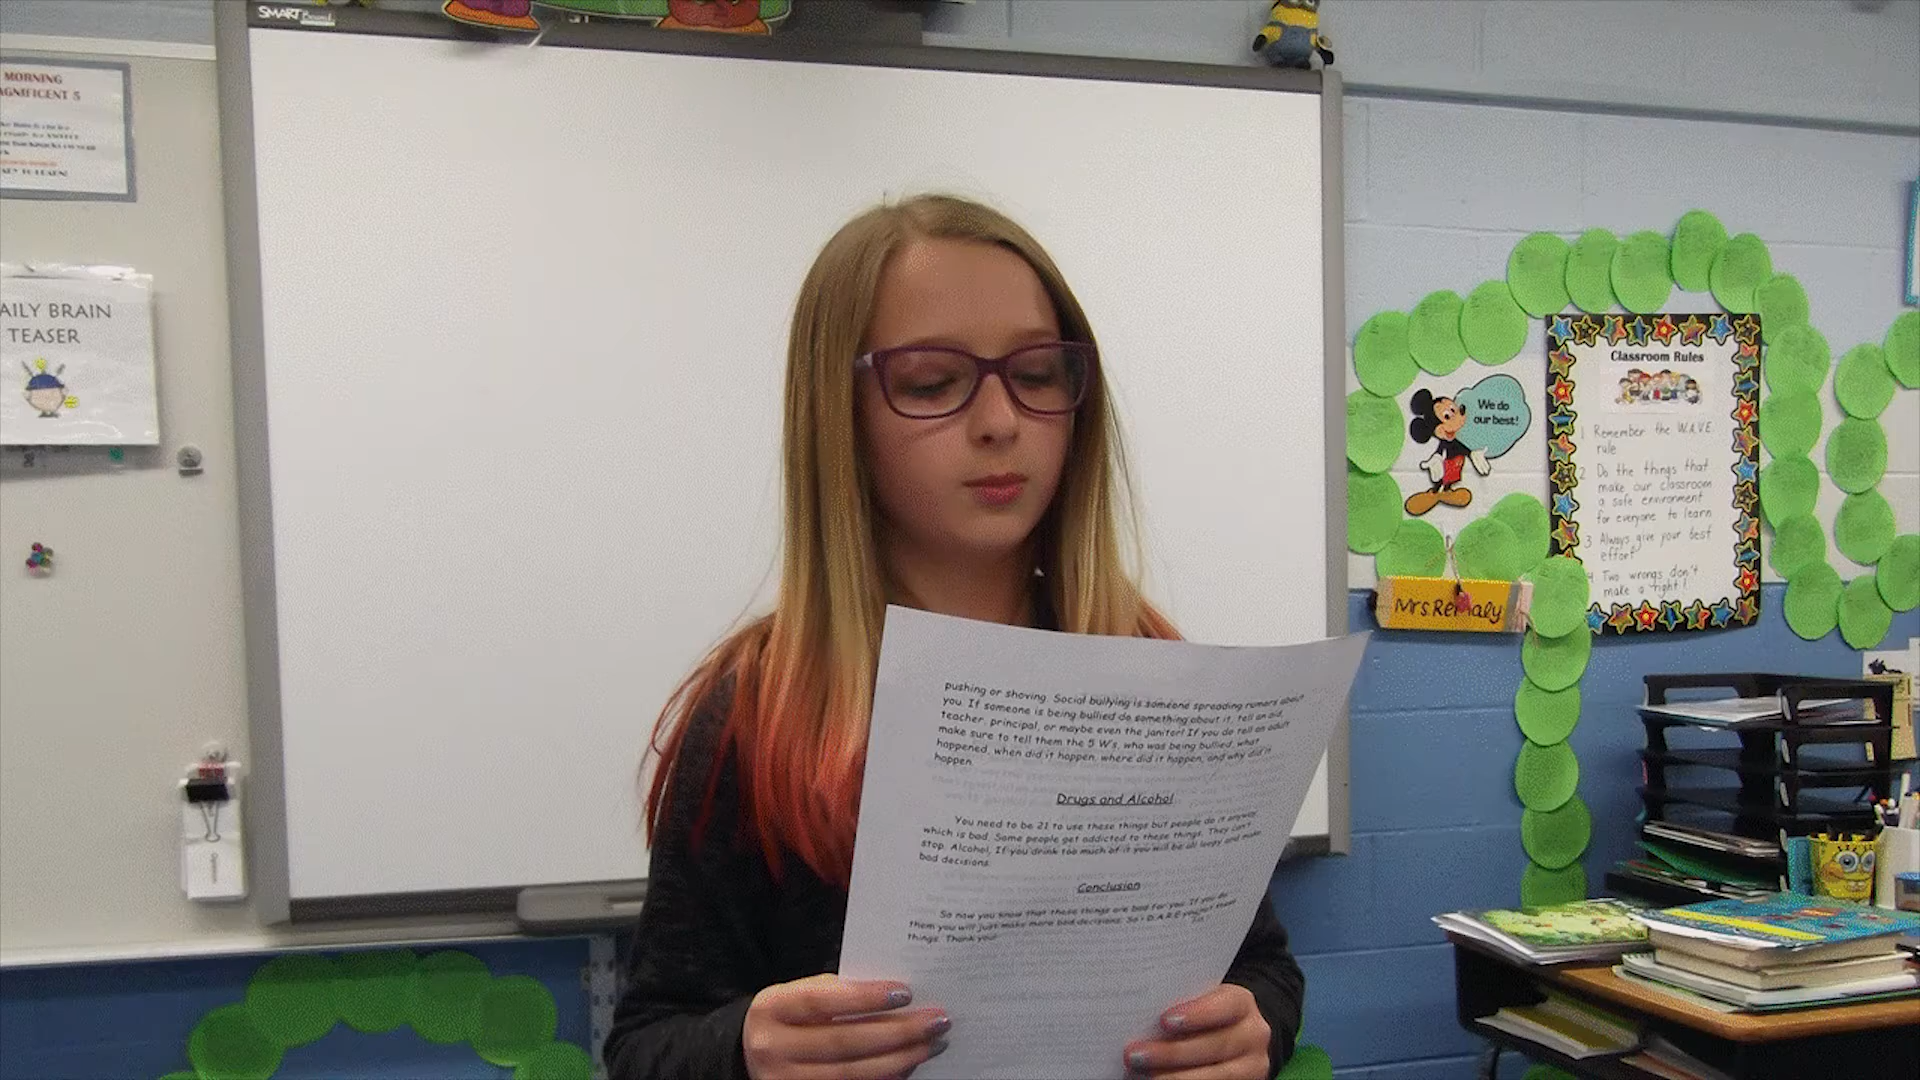 SMART Board
MORNING
AGNIFICENT 5
AILY BRAIN
TEASER
We do
our best!
Mrs. Remaly
Classroom Rules
1 Remember the W.A.V.E.
rule
2 Do the things that
make our classroom
a safe environment
for everyone to learn
3 Always give your best
effort
4 Two wrongs don't
make a right!
pushing or shoving. Social bullying is someone spreading rumors about
you. If someone is being bullied do something about it, tell an aid,
teacher, principal, or maybe even the janitor! If you do tell an adult
make sure to tell them the 5 W's, who was being bullied, what
happened, when did it happen, where did it happen, and why did it
happen.
Drugs and Alcohol
You need to be 21 to use these things but people do it anyway
which is bad. Some people get addicted to these things. They can't
stop. Alcohol, If you drink too much of it you will be all loopy and make
bad decisions.
Conclusion
So now you know that these things are bad for you. If you do
them you will just make more bad decisions. So I D.A.R.E you not these
things. Thank you!